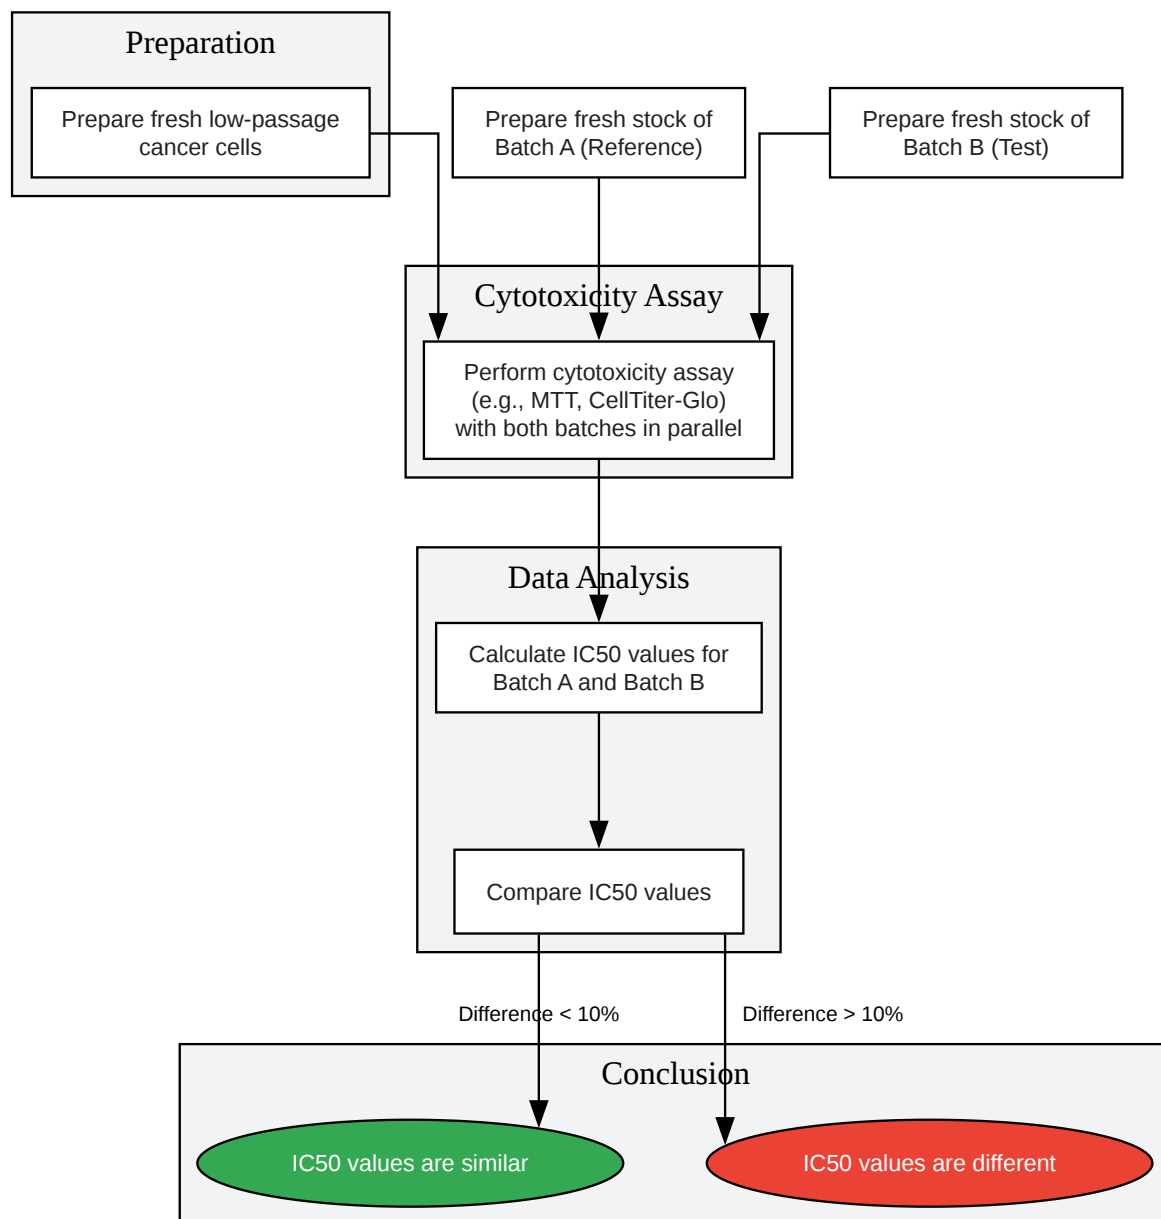 Preparation
Prepare fresh low-passage
cancer cells
Prepare fresh stock of
Batch A (Reference)
Prepare fresh stock of
Batch B (Test)
Cytotoxicity Assay
Perform cytotoxicity assay
(e.g., MTT, CellTiter-Glo)
with both batches in parallel
Data Analysis
Calculate IC50 values for
Batch A and Batch B
Compare IC50 values
Difference < 10%
Difference > 10%
Conclusion
IC50 values are similar
IC50 values are different